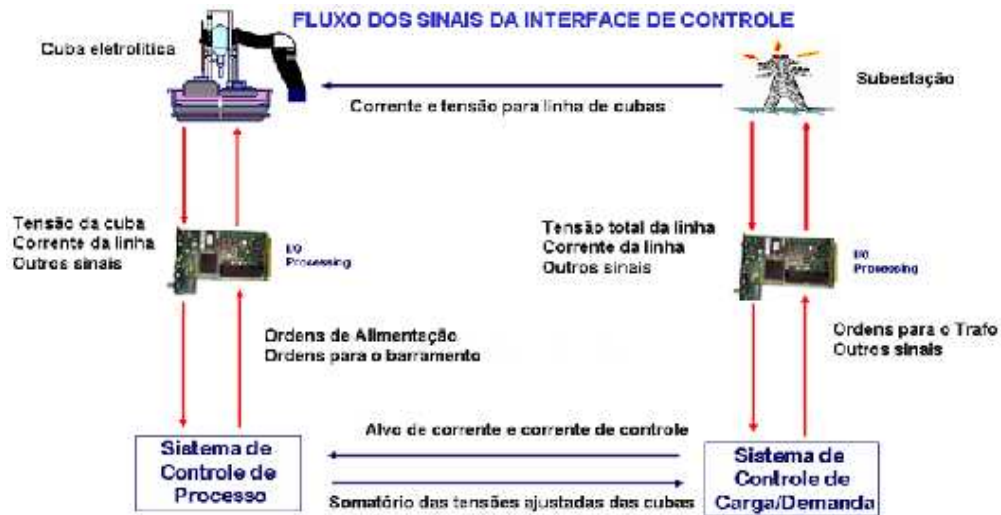 FLUXO DOS SINAIS DA INTERFACE DE CONTROLE
Cuba eletrolítica
Subestação
Corrente e tensão para linha de cubas
Tensão da cuba
Corrente da linha
Outros sinais
I/O
Processing
Tensão total da linha
Corrente da linha
Outros sinais
I/O
Processing
Ordens de Alimentação
Ordens para o barramento
Ordens para o Trafo
Outros sinais
Alvo de corrente e corrente de controle
Sistema de
Controle de
Processo
Sistema de
Controle de
Carga/Demanda
Somatório das tensões ajustadas das cubas